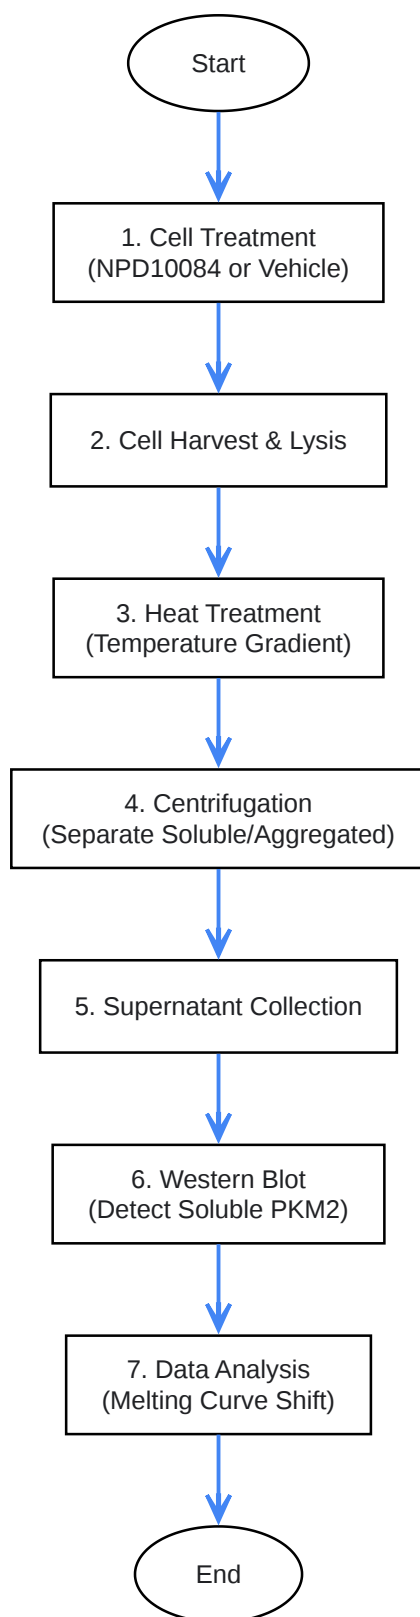 Start
1. Cell Treatment
(NPD10084 or Vehicle)
2. Cell Harvest & Lysis
3. Heat Treatment
(Temperature Gradient)
4. Centrifugation
(Separate Soluble/Aggregated)
5. Supernatant Collection
6. Western Blot
(Detect Soluble PKM2)
7. Data Analysis
(Melting Curve Shift)
End